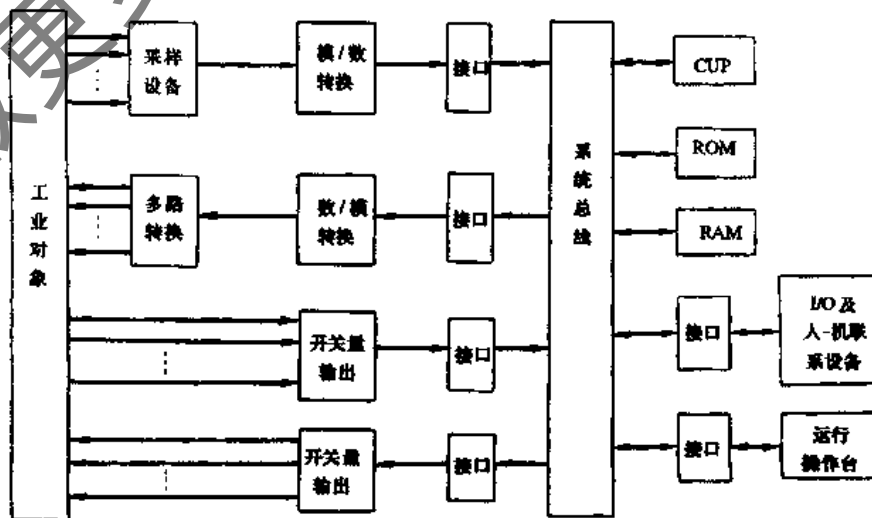 工业对象
采样
设备
模/数
转换
接口
系统总线
CUP
ROM
RAM
多路
转换
数/模
转换
接口
开关量
输出
接口
接口
I/O 及
人-机联
系设备
开关量
输出
接口
接口
运行
操作台